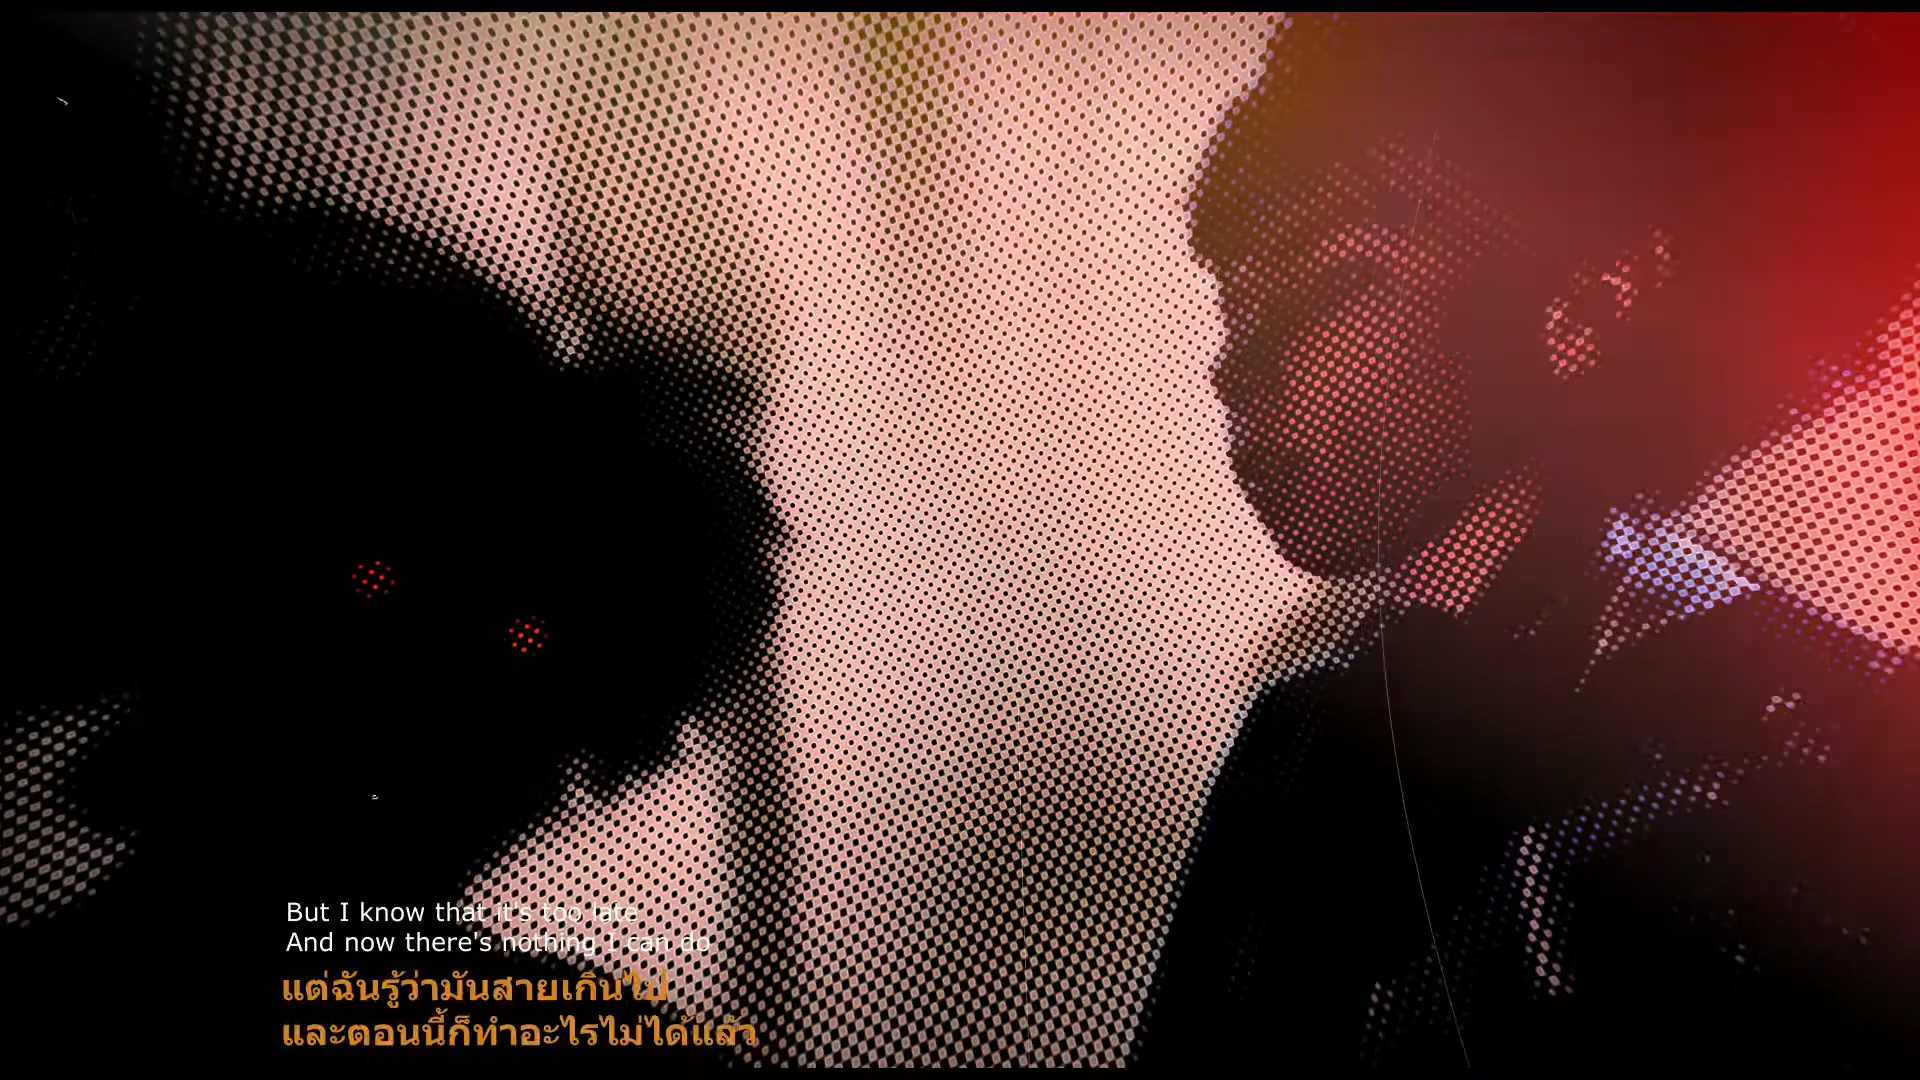 But I know that it's too late
And now there's nothing I can do
แต่ฉันรู้ว่ามันสายเกินไป
และตอนนี้ก็ทำอะไรไม่ได้แล้ว